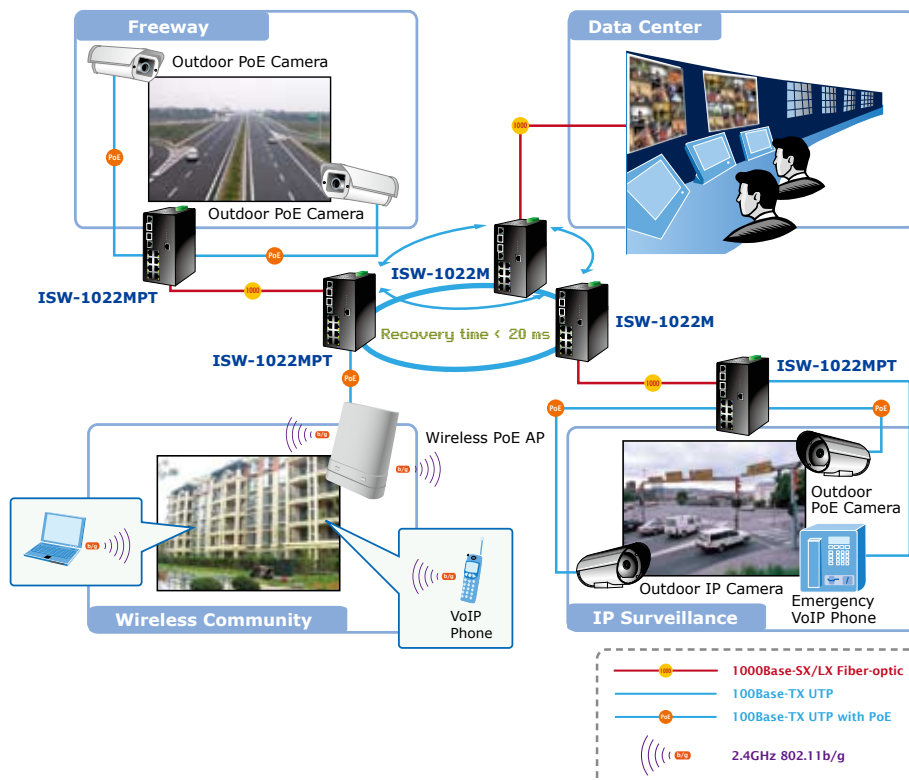 Freeway
Outdoor PoE Camera
PoE
Outdoor PoE Camera
PoE
ISW-1022MPT
1000
Data Center
1000
ISW-1022M
ISW-1022M
Recovery time < 20 ms
ISW-1022MPT
PoE
1000
ISW-1022MPT
PoE
PoE
b/g
Wireless PoE AP
b/g
b/g
b/g
VoIP
Phone
Wireless Community
Outdoor
PoE Camera
Outdoor IP Camera
Emergency
VoIP Phone
IP Surveillance
1000
1000Base-SX/LX Fiber-optic
100Base-TX UTP
PoE
100Base-TX UTP with PoE
b/g
2.4GHz 802.11b/g